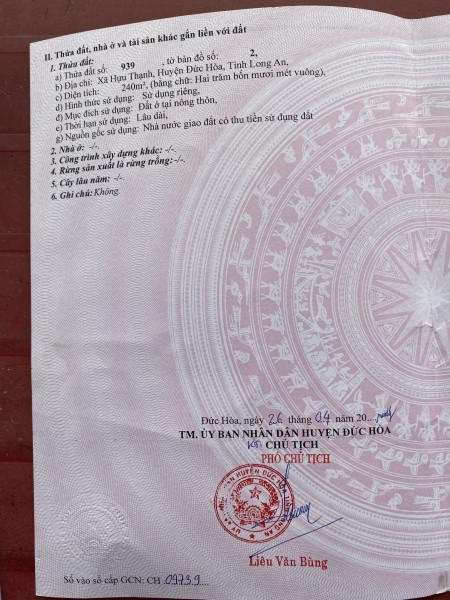 II. Thửa đất, nhà ở và tài sản khác gắn liền với đất
1. Thửa đất:
a) Thửa đất số: 939 , tờ bản đồ số: 2,
b) Địa chỉ: Xã Hựu Thạnh, Huyện Đức Hòa, Tỉnh Long An,
c) Diện tích: 240m², (bằng chữ: Hai trăm bốn mươi mét vuông),
d) Hình thức sử dụng: Sử dụng riêng,
đ) Mục đích sử dụng: Đất ở tại nông thôn,
e) Thời hạn sử dụng: Lâu dài,
g) Nguồn gốc sử dụng: Nhà nước giao đất có thu tiền sử dụng đất
2. Nhà ở: -/-.
3. Công trình xây dựng khác: -/-.
4. Rừng sản xuất là rừng trồng: -/-.
5. Cây lâu năm: -/-.
6. Ghi chú: Không.
Đức Hòa, ngày 26 tháng 04 năm 20....
TM. ỦY BAN NHÂN DÂN HUYỆN ĐỨC HÒA
CHỦ TỊCH
PHÓ CHỦ TỊCH
Liêu Văn Bùng
Số vào sổ cấp GCN: CH 09739....